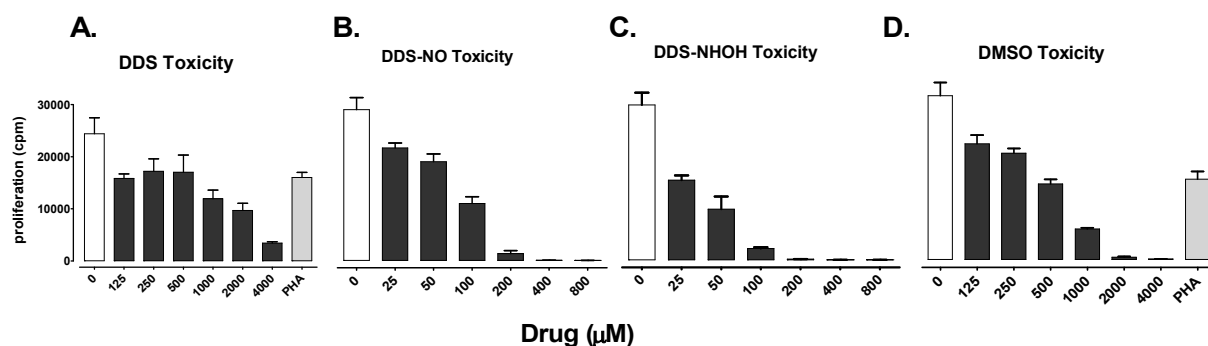 A.
DDS Toxicity
B.
DDS-NO Toxicity
C.
DDS-NHOH Toxicity
D.
DMSO Toxicity
proliferation (cpm)
30000
20000
10000
0
0 125 250 500 1000 2000 4000 PHA
0 25 50 100 200 400 800
0 25 50 100 200 400 800
0 125 250 500 1000 2000 4000 PHA
Drug (μM)